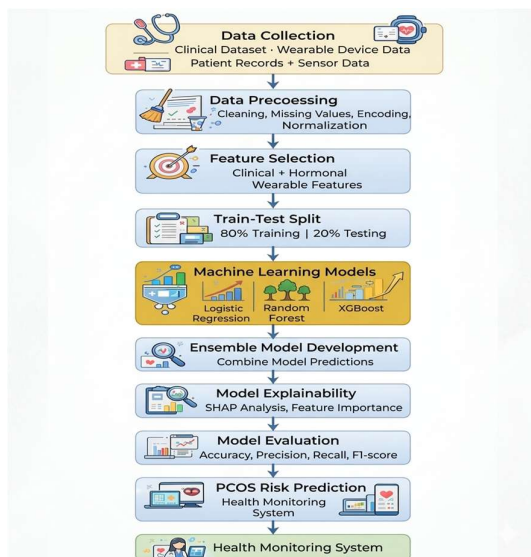 Data Collection
Clinical Dataset · Wearable Device Data
Patient Records + Sensor Data
Data Precoessing
Cleaning, Missing Values, Encoding,
Normalization
Feature Selection
Clinical + Hormonal
Wearable Features
Train-Test Split
80% Training | 20% Testing
Machine Learning Models
Logistic
Regression
Random
Forest
XGBoost
Ensemble Model Development
Combine Model Predictions
Model Explainability
SHAP Analysis, Feature Importance
Model Evaluation
Accuracy, Precision, Recall, F1-score
PCOS Risk Prediction
Health Monitoring
System
Health Monitoring System